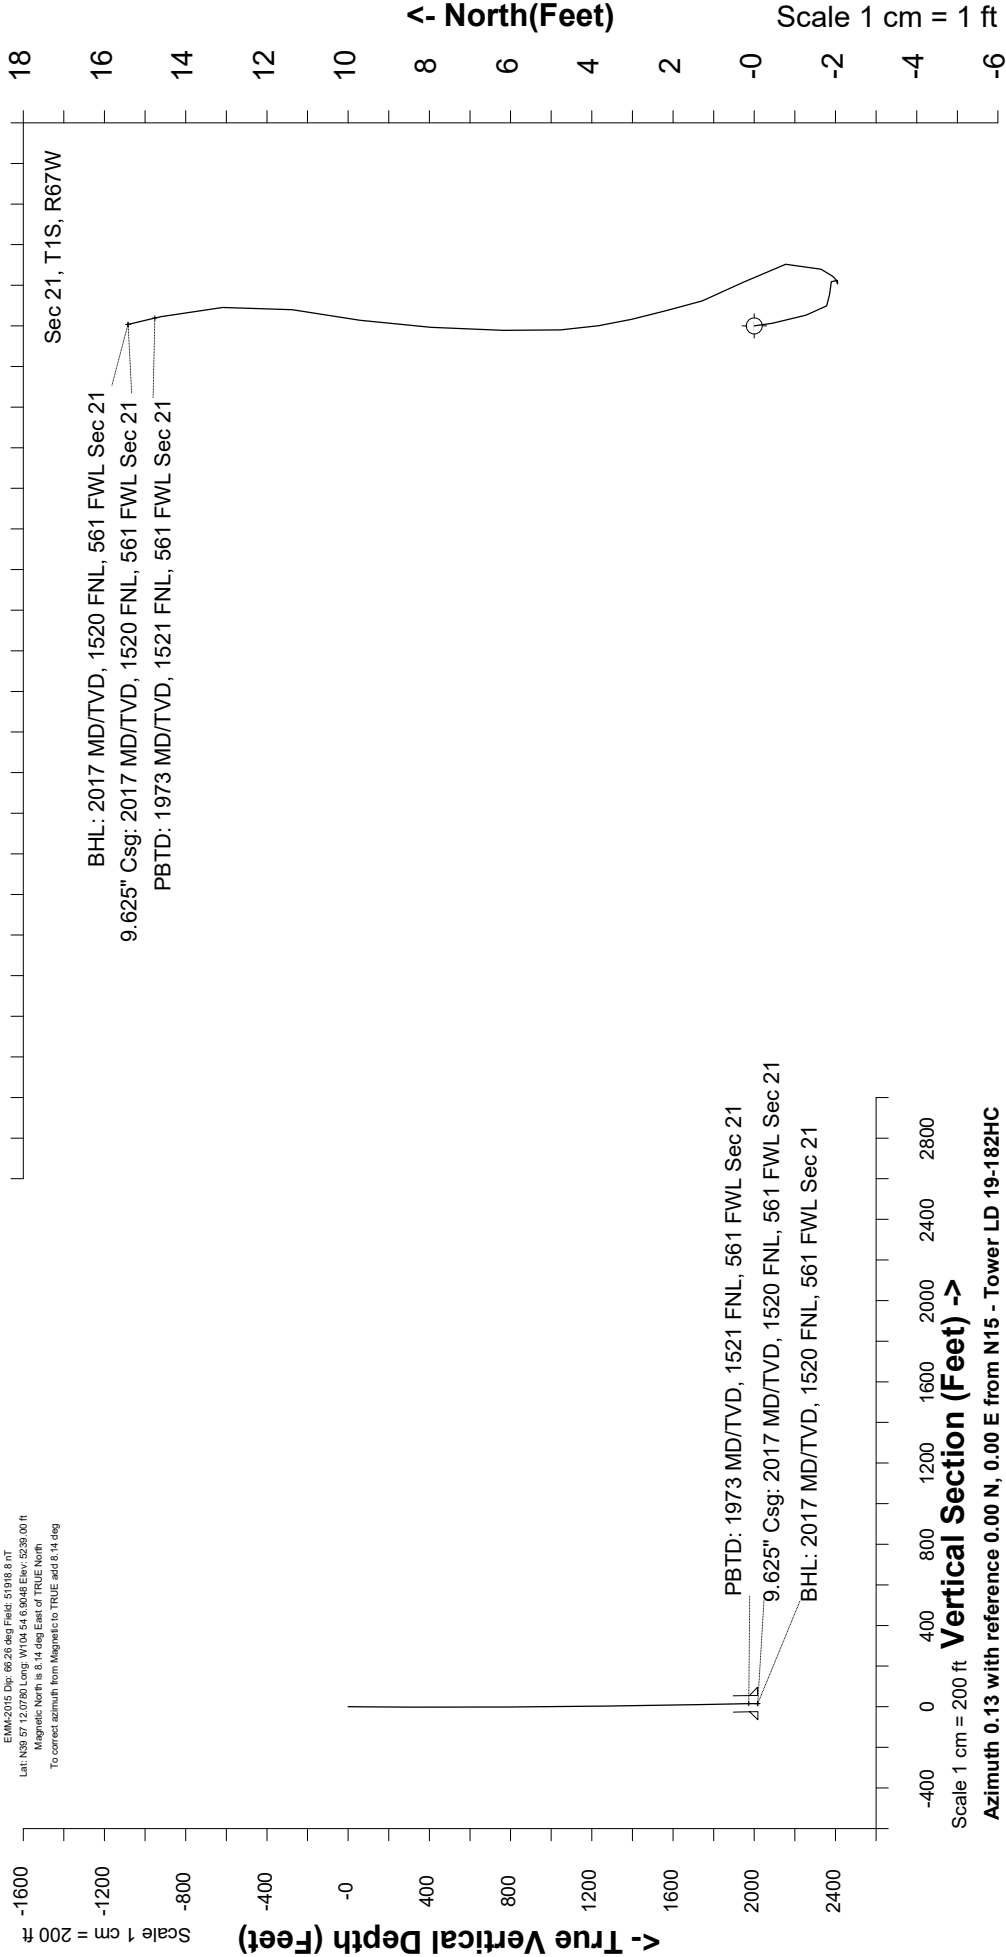 <- North(Feet)
Scale 1 cm = 1 ft
18
16
14
12
10
8
6
4
2
-0
-2
-4
-6
Sec 21, T1S, R67W
BHL: 2017 MD/TVD, 1520 FNL, 561 FWL Sec 21
9.625" Csg: 2017 MD/TVD, 1520 FNL, 561 FWL Sec 21
PBTD: 1973 MD/TVD, 1521 FNL, 561 FWL Sec 21
EMM-2015 Dip: 66.26 deg Field: 51918.8 nT
Lat: N39 57 12.0780 Long: W104 54 6.9048 Elev: 5239.00 ft
Magnetic North is 8.14 deg East of TRUE North
To correct azimuth from Magnetic to TRUE add 8.14 deg
Scale 1 cm = 200 ft
<- True Vertical Depth (Feet)
-1600
-1200
-800
-400
-0
400
800
1200
1600
2000
2400
PBTD: 1973 MD/TVD, 1521 FNL, 561 FWL Sec 21
9.625" Csg: 2017 MD/TVD, 1520 FNL, 561 FWL Sec 21
BHL: 2017 MD/TVD, 1520 FNL, 561 FWL Sec 21
-400
0
400
800
1200
1600
2000
2400
2800
Scale 1 cm = 200 ft
Vertical Section (Feet) ->
Azimuth 0.13 with reference 0.00 N, 0.00 E from N15 - Tower LD 19-182HC